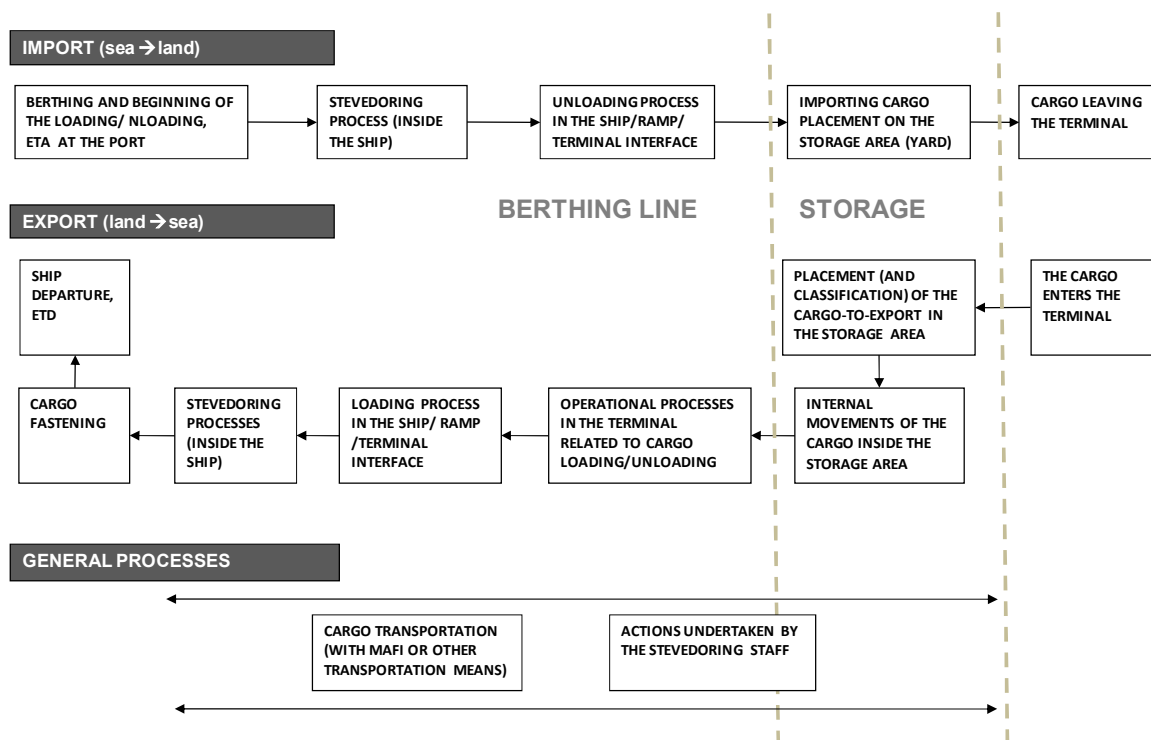 IMPORT (sea → land)
BERTHING AND BEGINNING OF
THE LOADING/ NLOADING,
ETA AT THE PORT
STEVEDORING
PROCESS (INSIDE
THE SHIP)
UNLOADING PROCESS
IN THE SHIP/RAMP/
TERMINAL INTERFACE
IMPORTING CARGO
PLACEMENT ON THE
STORAGE AREA (YARD)
CARGO LEAVING
THE TERMINAL
BERTHING LINE
STORAGE
EXPORT (land → sea)
SHIP
DEPARTURE,
ETD
PLACEMENT (AND
CLASSIFICATION) OF THE
CARGO-TO-EXPORT IN
THE STORAGE AREA
THE CARGO
ENTERS THE
TERMINAL
CARGO
FASTENING
STEVEDORING
PROCESSES
(INSIDE THE
SHIP)
LOADING PROCESS
IN THE SHIP/ RAMP
/TERMINAL
INTERFACE
OPERATIONAL PROCESSES
IN THE TERMINAL
RELATED TO CARGO
LOADING/UNLOADING
INTERNAL
MOVEMENTS OF THE
CARGO INSIDE THE
STORAGE AREA
GENERAL PROCESSES
CARGO TRANSPORTATION
(WITH MAFI OR OTHER
TRANSPORTATION MEANS)
ACTIONS UNDERTAKEN BY
THE STEVEDORING STAFF